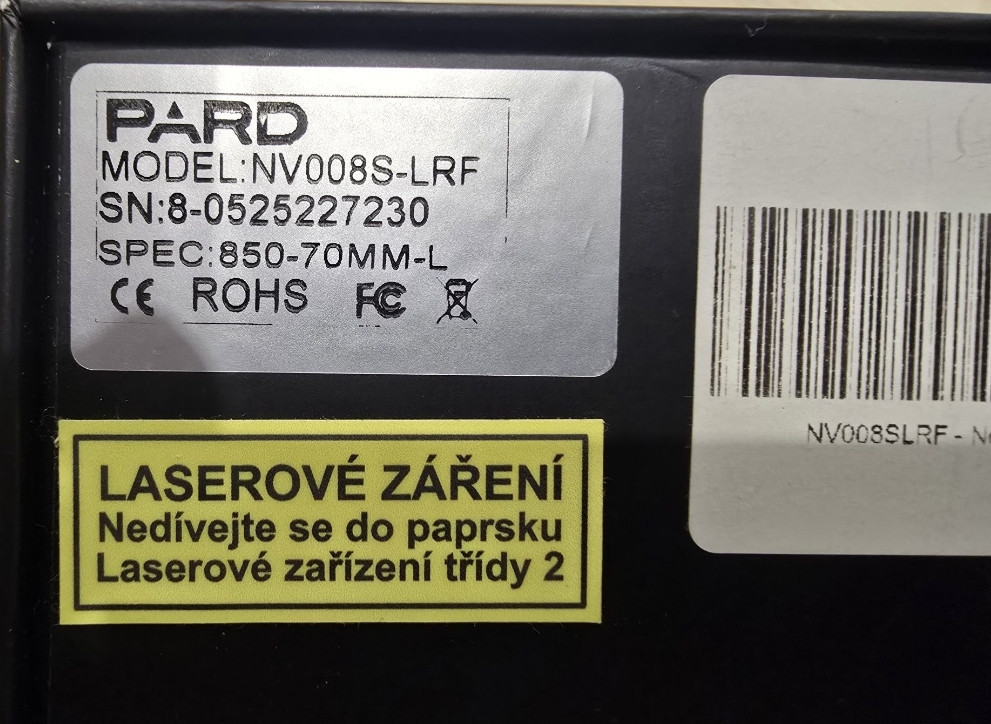 PARD
MODEL:NV008S-LRF
SN:8-0525227230
SPEC:850-70MM-L
CE ROHS FC
NV008SLRF -
LASEROVÉ ZÁŘENÍ
Nedívejte se do paprsku
Laserové zařízení třídy 2